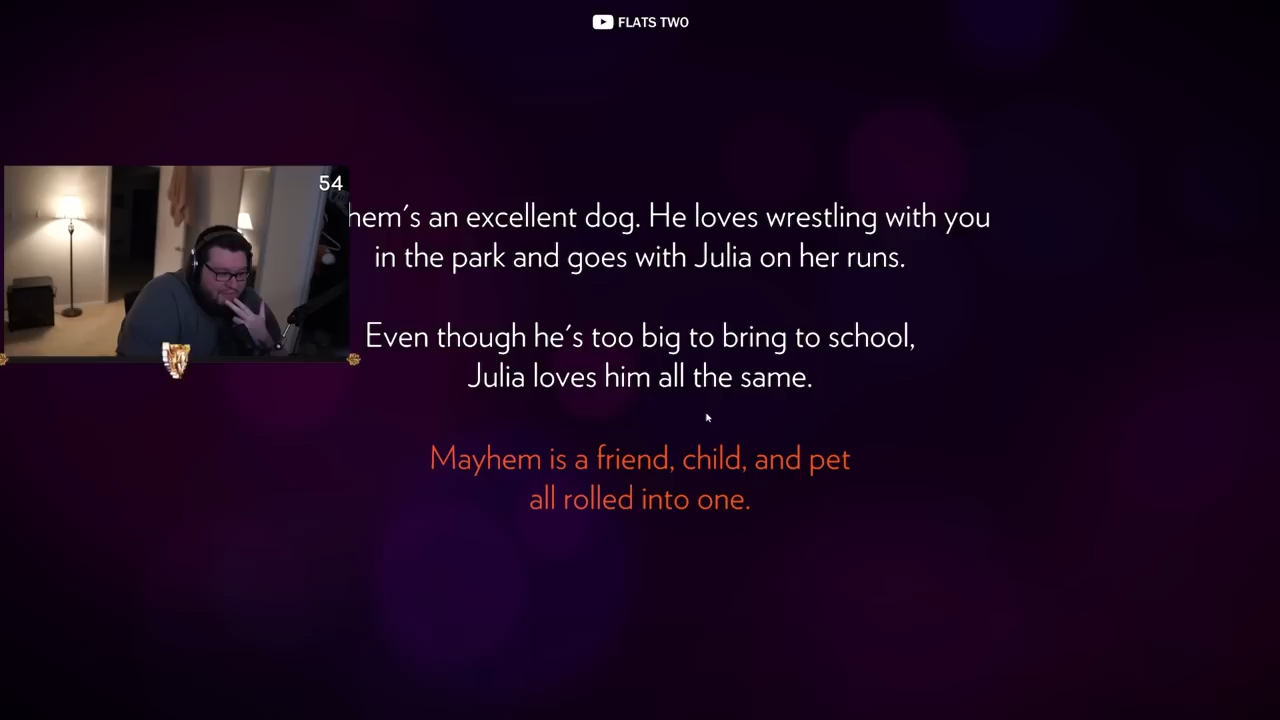 FLATS TWO
54
hem's an excellent dog. He loves wrestling with you
in the park and goes with Julia on her runs.
Even though he's too big to bring to school,
Julia loves him all the same.
Mayhem is a friend, child, and pet
all rolled into one.